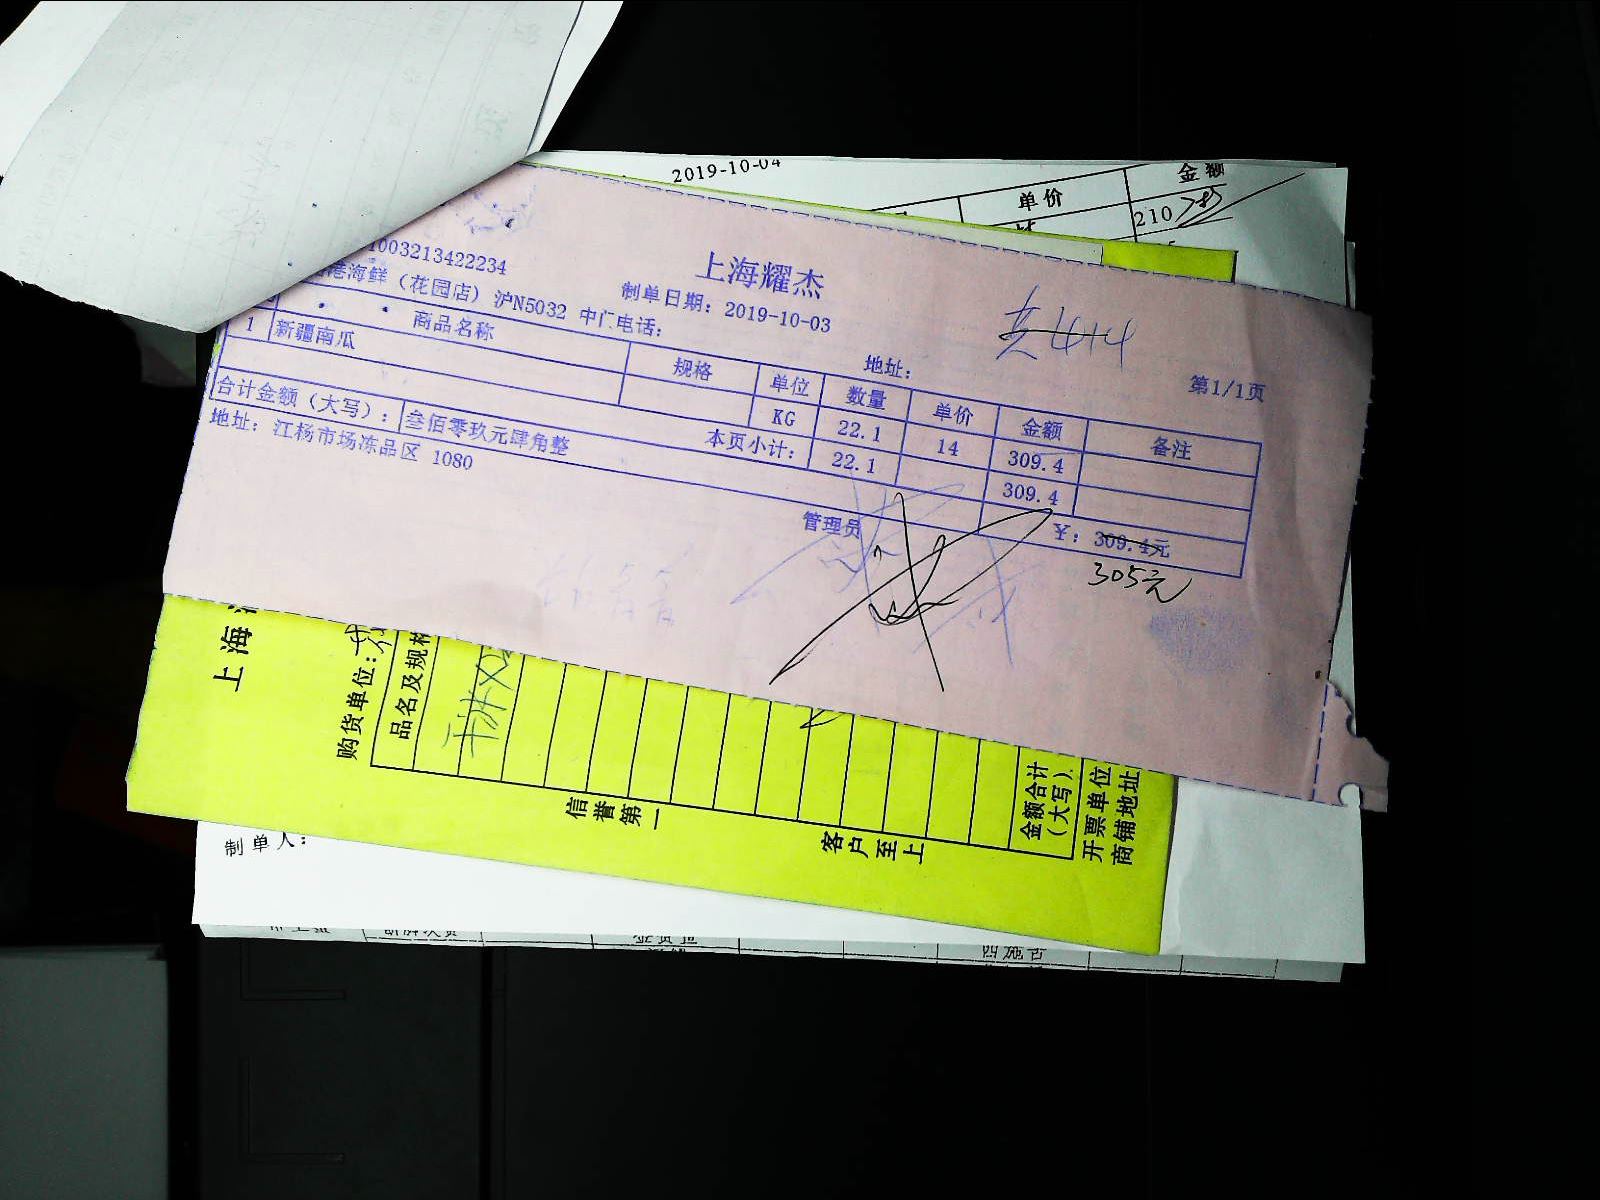 2019-10-04
单价
金额
210
上海耀杰
1003213422234
制单日期：2019-10-03
港海鲜（花园店）沪N5032 中门电话：
地址：
第1/1页
商品名称 规格 单位 数量 单价 金额 备注
1 新疆南瓜 KG 22.1 14 309.4
本页小计： 22.1 309.4
合计金额（大写）： 叁佰零玖元肆角整 ¥：309.4元
305元
地址：江杨市场冻品区 1080
管理员
上海
购货单位：
品名及规格
信誉第一
客户至上
金额合计
（大写）
开票单位
商铺地址
制单人：